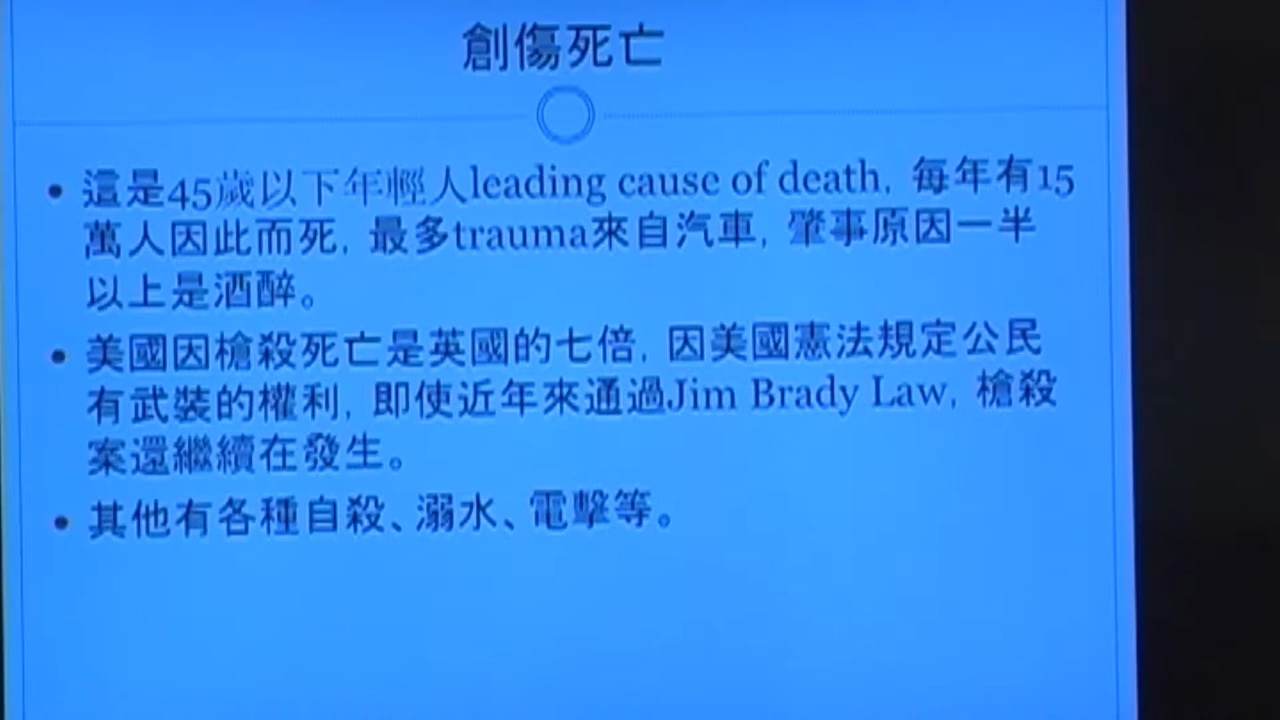 創傷死亡
• 這是45歲以下年輕人leading cause of death, 每年有15
萬人因此而死, 最多trauma來自汽車, 肇事原因一半
以上是酒醉。
• 美國因槍殺死亡是英國的七倍, 因美國憲法規定公民
有武裝的權利, 即使近年來通過Jim Brady Law, 槍殺
案還繼續在發生。
• 其他有各種自殺、溺水、電擊等。